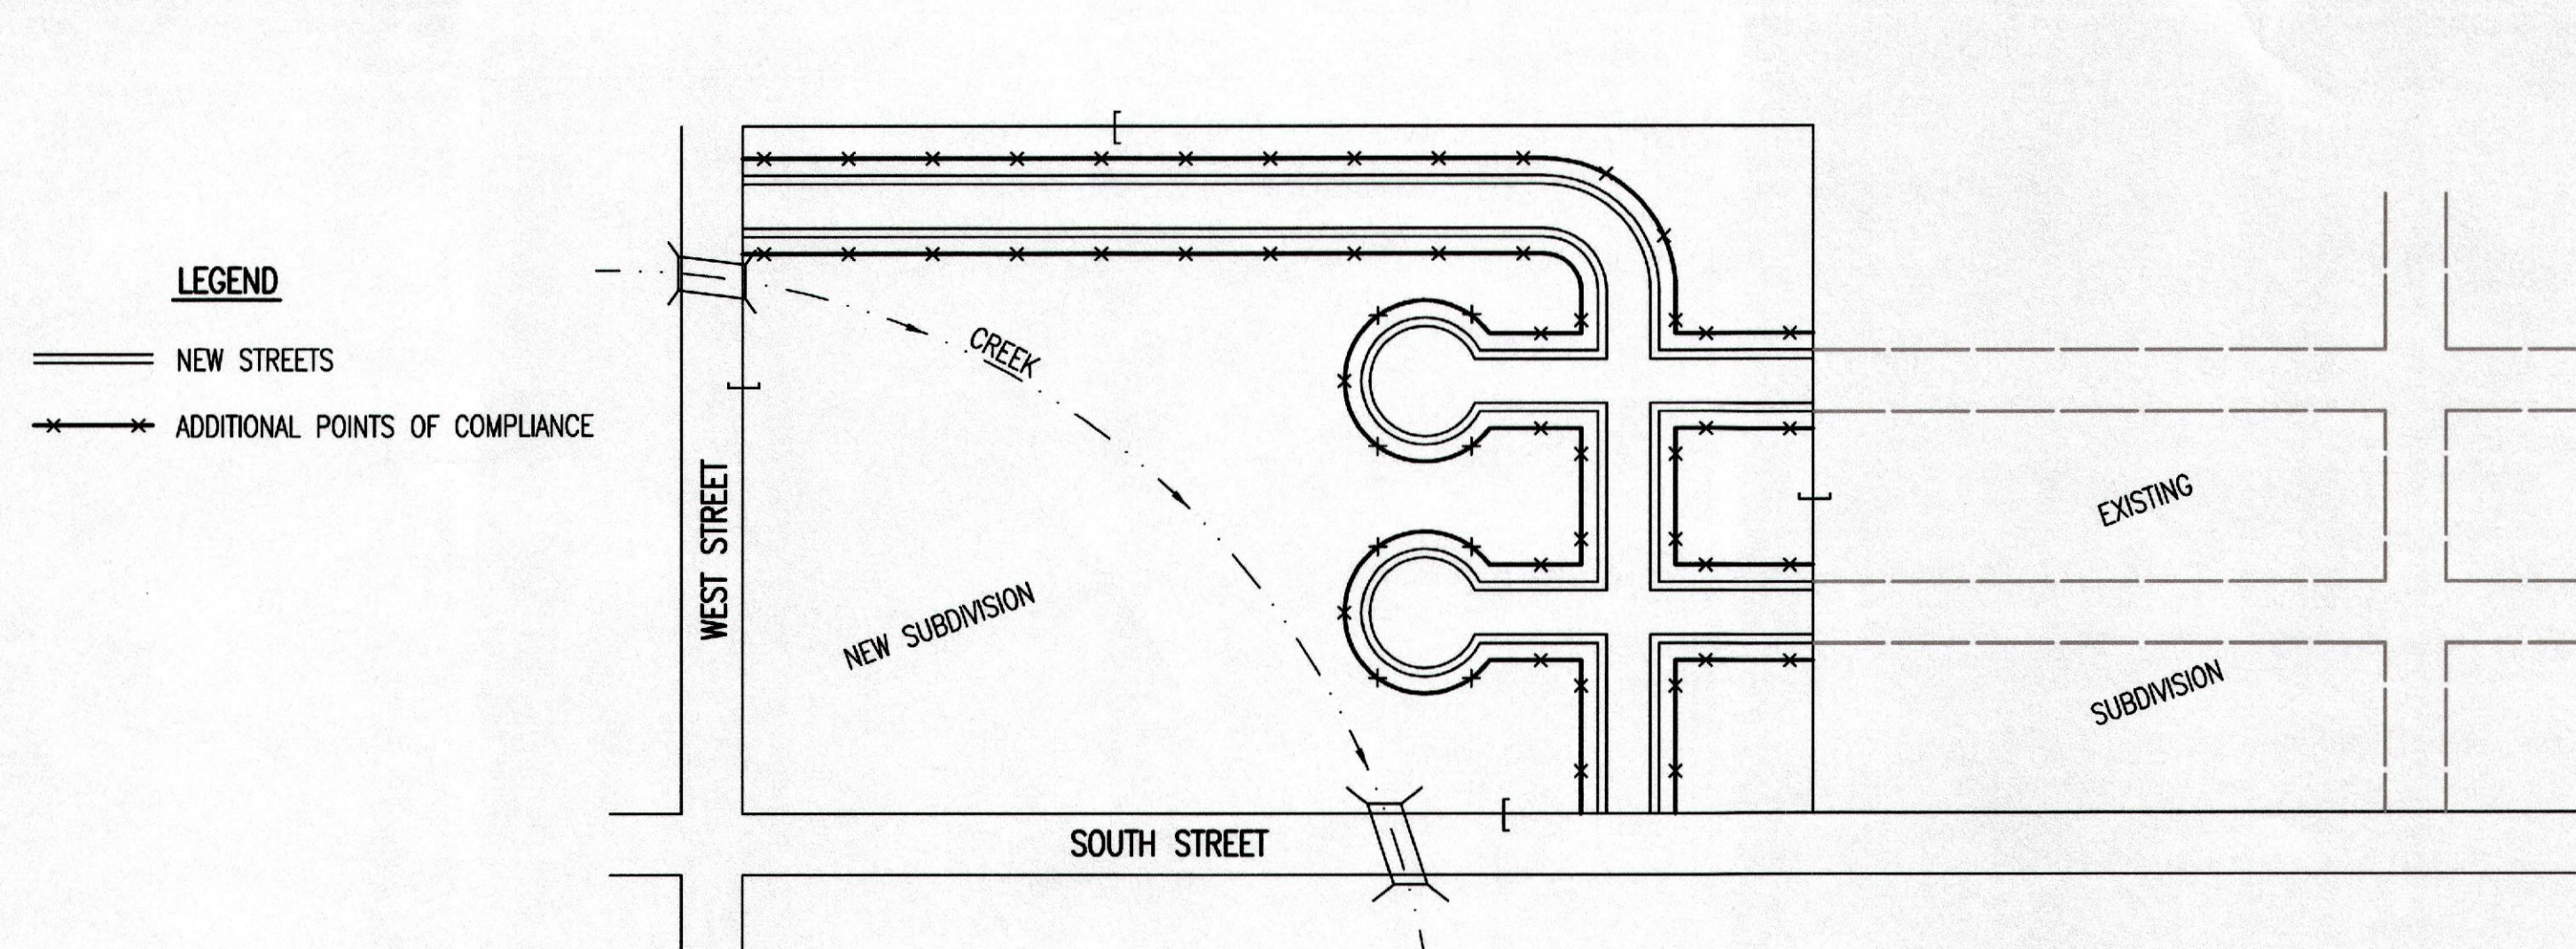 LEGEND
NEW STREETS
ADDITIONAL POINTS OF COMPLIANCE
WEST STREET
CREEK
NEW SUBDIVISION
SOUTH STREET
EXISTING
SUBDIVISION